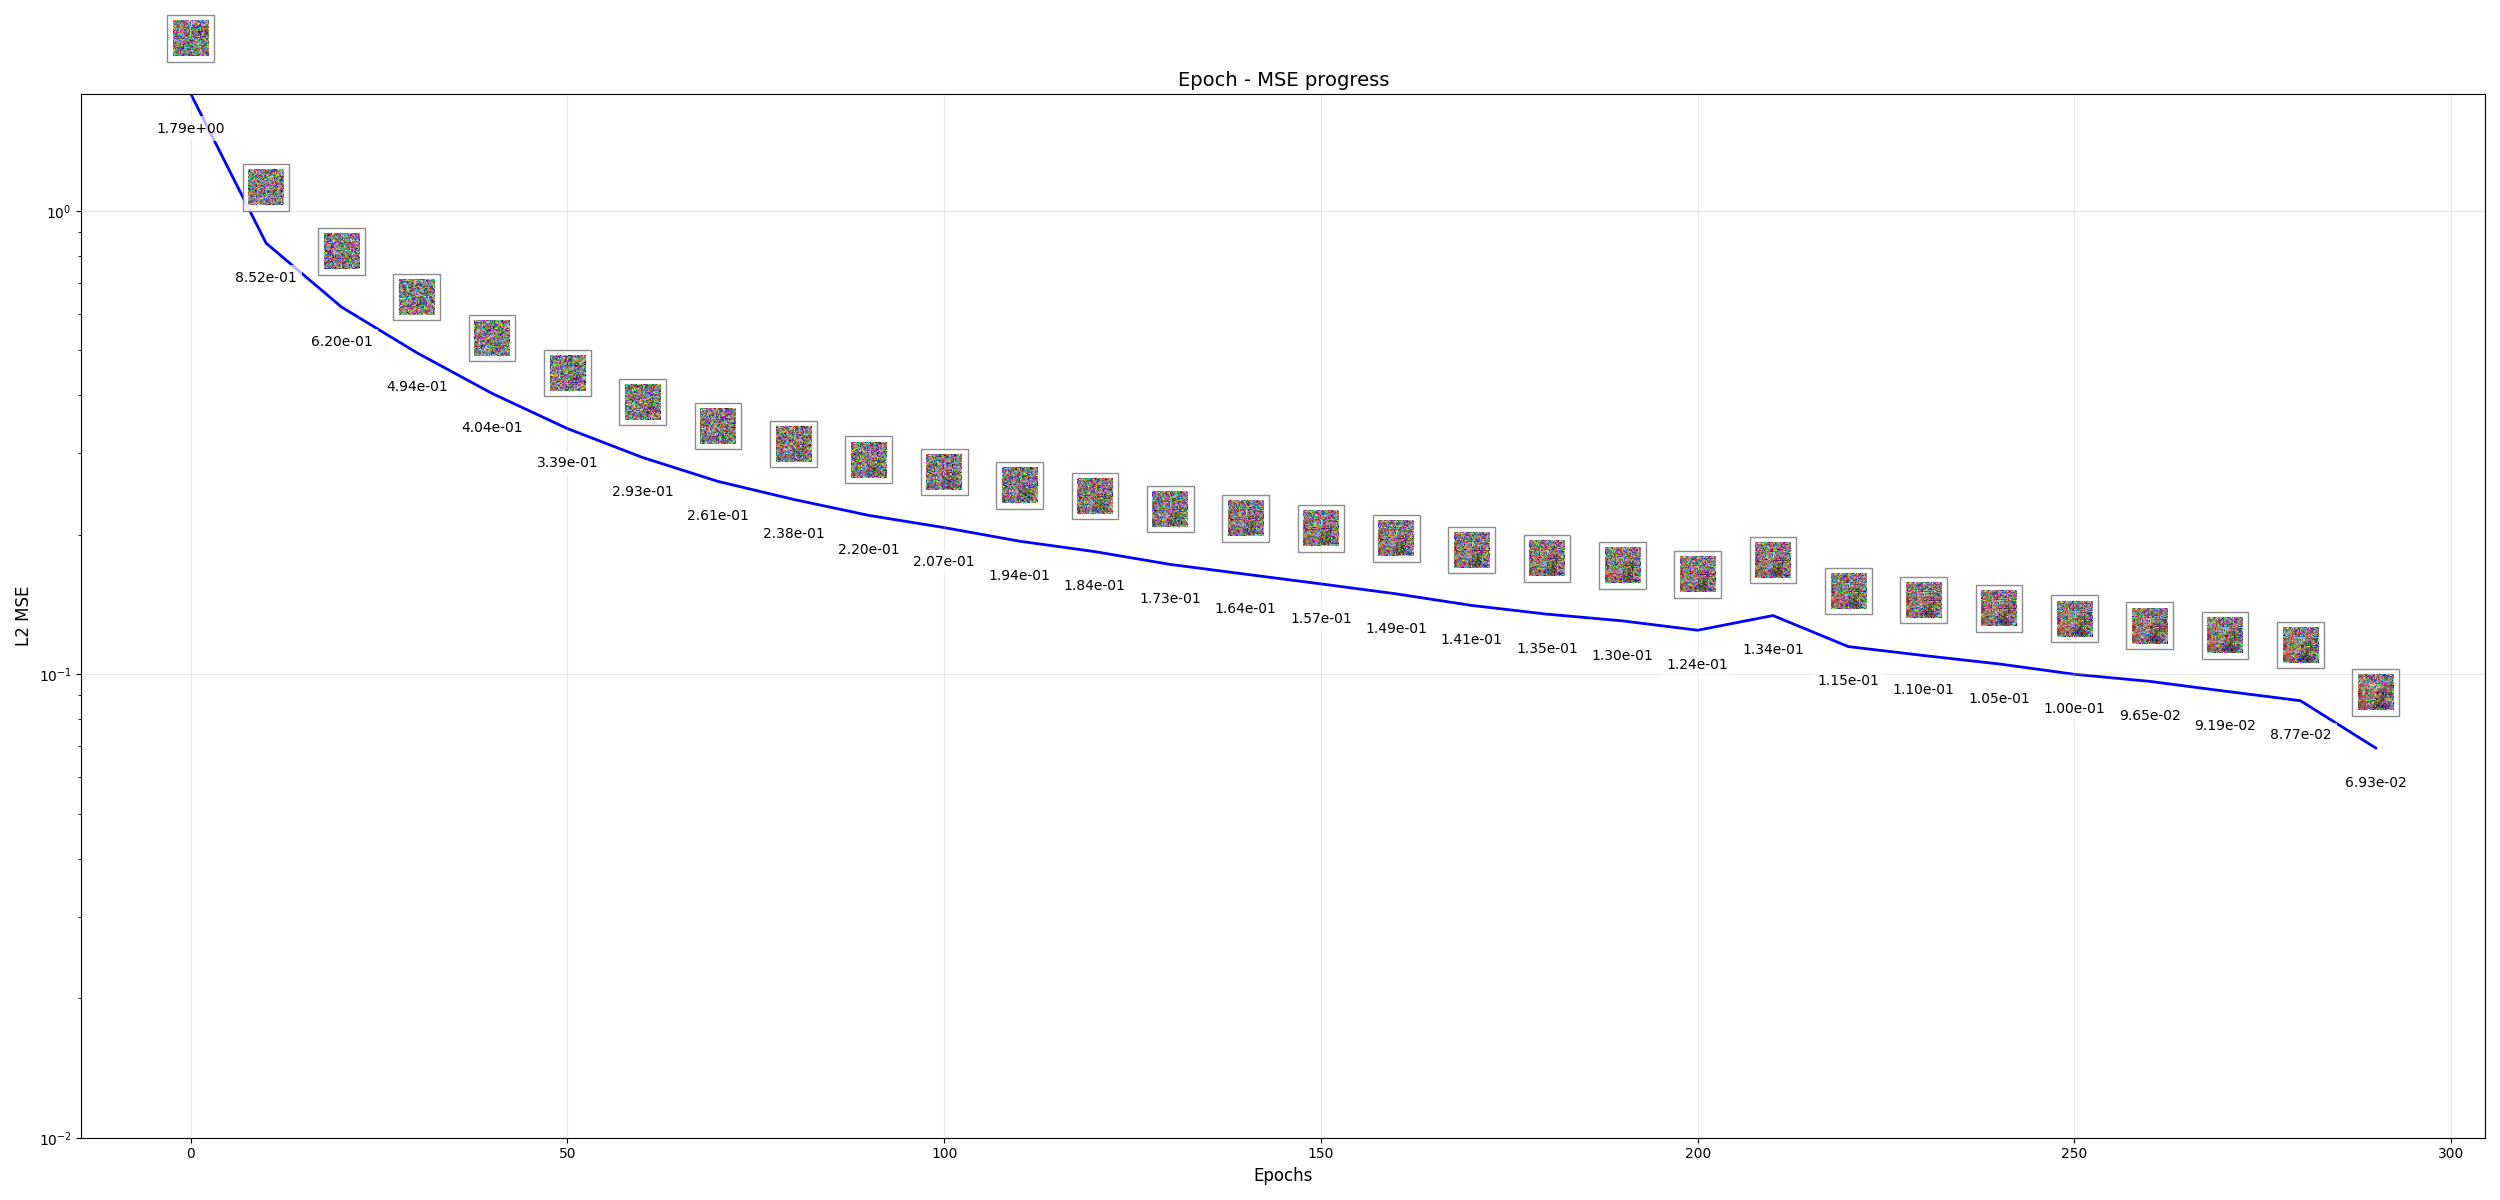 Epoch - MSE progress
1.79e+00
8.52e-01
6.20e-01
4.94e-01
4.04e-01
3.39e-01
2.93e-01
2.61e-01
2.38e-01
2.20e-01
2.07e-01
1.94e-01
1.84e-01
1.73e-01
1.64e-01
1.57e-01
1.49e-01
1.41e-01
1.35e-01
1.30e-01
1.24e-01
1.34e-01
1.15e-01
1.10e-01
1.05e-01
1.00e-01
9.65e-02
9.19e-02
8.77e-02
6.93e-02
L2 MSE
10⁰
10⁻¹
10⁻²
0 50 100 150 200 250 300
Epochs